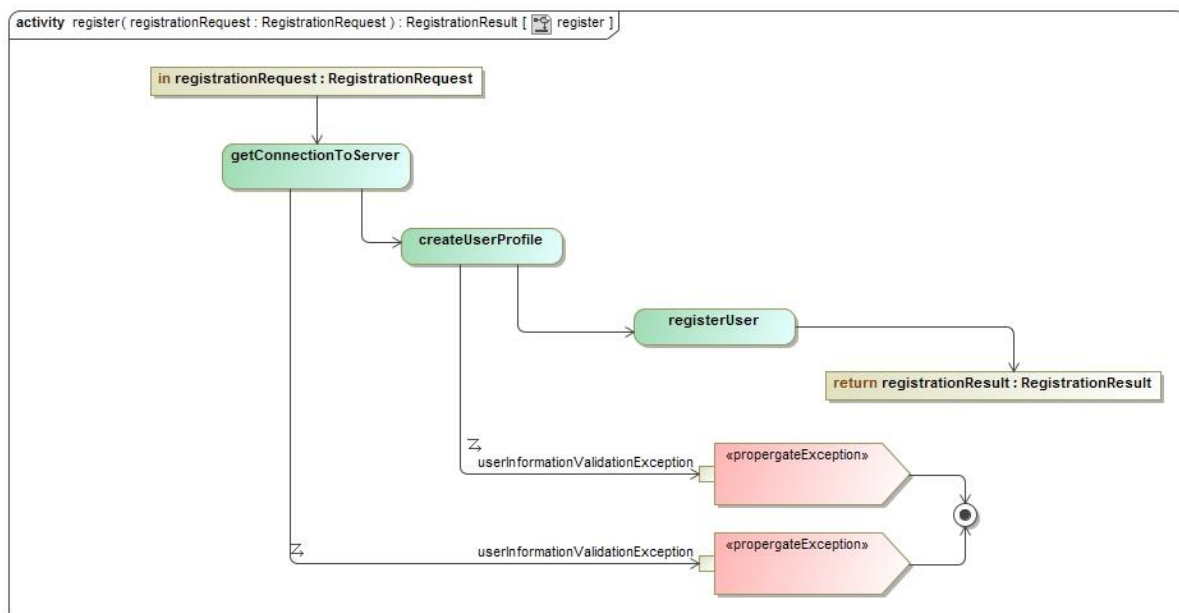 activity register( registrationRequest : RegistrationRequest ) : RegistrationResult [ register ]
in registrationRequest : RegistrationRequest
getConnectionToServer
createUserProfile
registerUser
return registrationResult : RegistrationResult
userInformationValidationException
«propergateException»
userInformationValidationException
«propergateException»